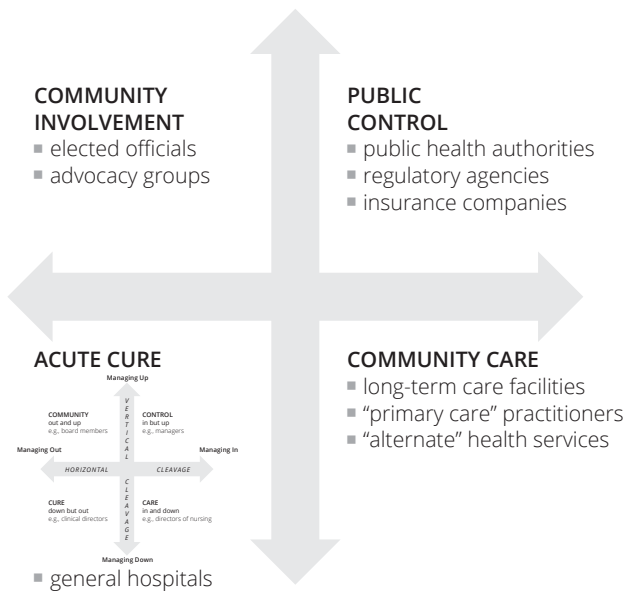 COMMUNITY
INVOLVEMENT
elected officials
advocacy groups
PUBLIC
CONTROL
public health authorities
regulatory agencies
insurance companies
ACUTE CURE
Managing Up
COMMUNITY
out and up
e.g., board members
VERTICAL
CONTROL
in but up
e.g., managers
Managing Out
Managing In
HORIZONTAL
CLEAVAGE
CURE
down but out
e.g., clinical directors
CLEAVAGE
CARE
in and down
e.g., directors of nursing
Managing Down
general hospitals
COMMUNITY CARE
long-term care facilities
“primary care” practitioners
“alternate” health services